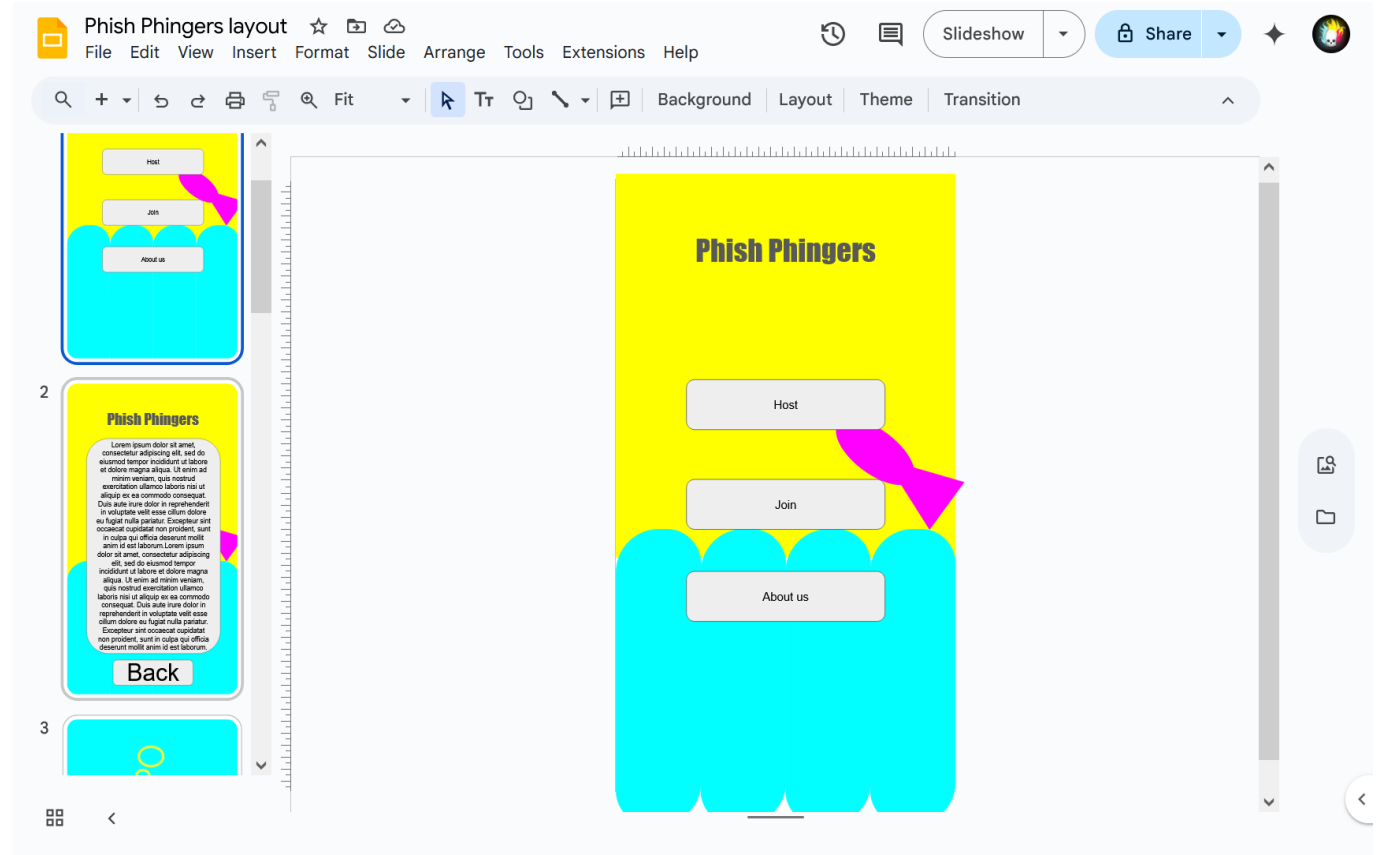 Phish Phingers layout
File Edit View Insert Format Slide Arrange Tools Extensions Help
Slideshow
Share
Fit
Background
Layout
Theme
Transition
Host
Join
About us
2
Phish Phingers
Lorem ipsum dolor sit amet,
consectetur adipiscing elit, sed do
eiusmod tempor incididunt ut labore
et dolore magna aliqua. Ut enim ad
minim veniam, quis nostrud
exercitation ullamco laboris nisi ut
aliquip ex ea commodo consequat.
Duis aute irure dolor in reprehenderit
in voluptate velit esse cillum dolore
eu fugiat nulla pariatur. Excepteur sint
occaecat cupidatat non proident, sunt
in culpa qui officia deserunt mollit
anim id est laborum.Lorem ipsum
dolor sit amet, consectetur adipiscing
elit, sed do eiusmod tempor
incididunt ut labore et dolore magna
aliqua. Ut enim ad minim veniam,
quis nostrud exercitation ullamco
laboris nisi ut aliquip ex ea commodo
consequat. Duis aute irure dolor in
reprehenderit in voluptate velit esse
cillum dolore eu fugiat nulla pariatur.
Excepteur sint occaecat cupidatat
non proident, sunt in culpa qui officia
deserunt mollit anim id est laborum.
Back
3
Phish Phingers
Host
Join
About us